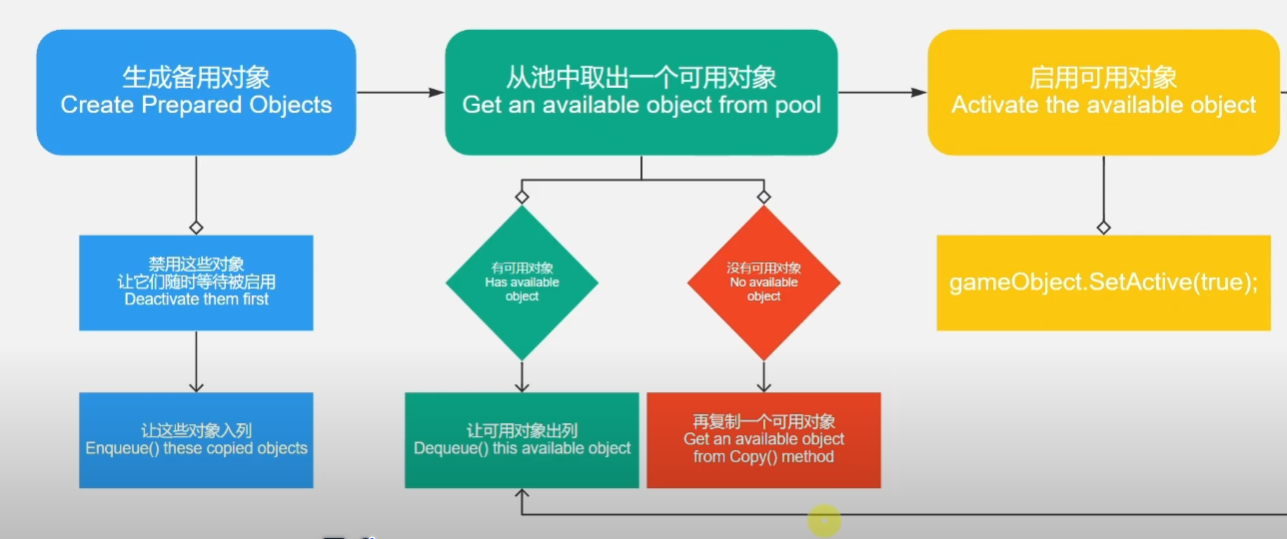 生成备用对象
Create Prepared Objects
从池中取出一个可用对象
Get an available object from pool
启用可用对象
Activate the available object
禁用这些对象
让它们随时等待被启用
Deactivate them first
有可用对象
Has available
object
没有可用对象
No available
object
gameObject.SetActive(true);
让这些对象入列
Enqueue() these copied objects
让可用对象出列
Dequeue() this available object
再复制一个可用对象
Get an available object
from Copy() method